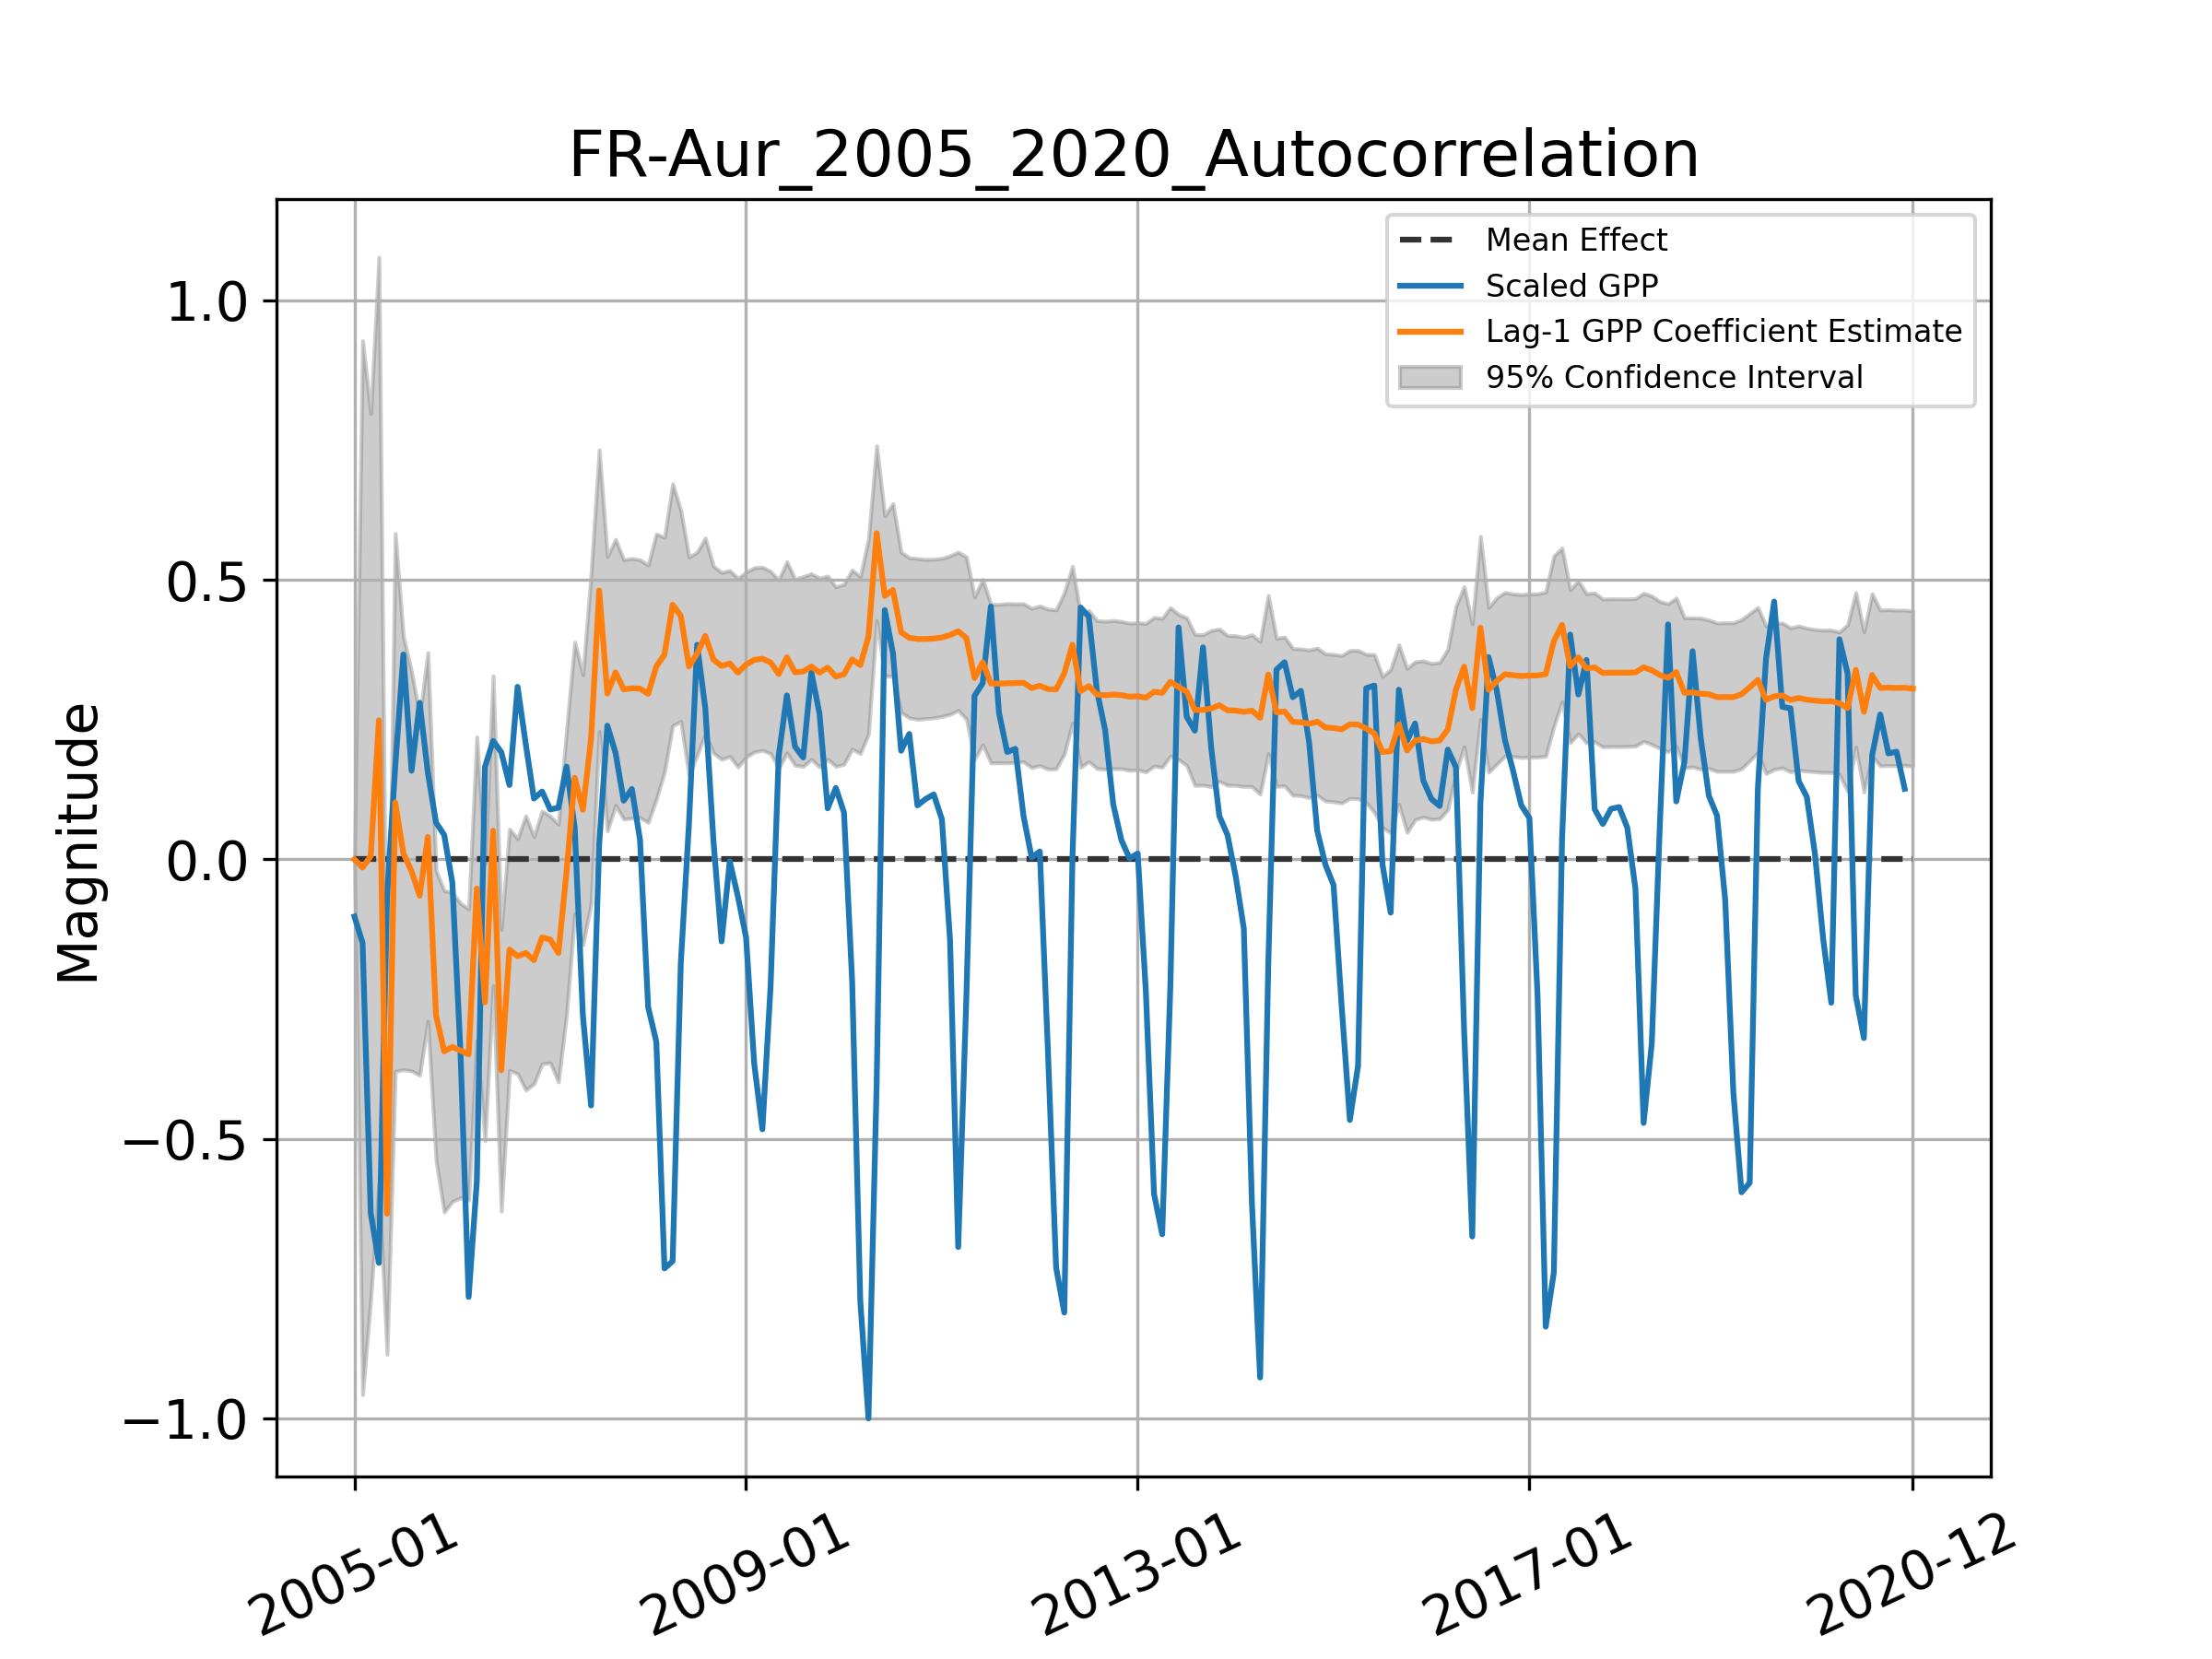 FR-Aur_2005_2020_Autocorrelation
Mean Effect
Scaled GPP
Lag-1 GPP Coefficient Estimate
95% Confidence Interval
Magnitude
1.0
0.5
0.0
−0.5
−1.0
2005-01
2009-01
2013-01
2017-01
2020-12